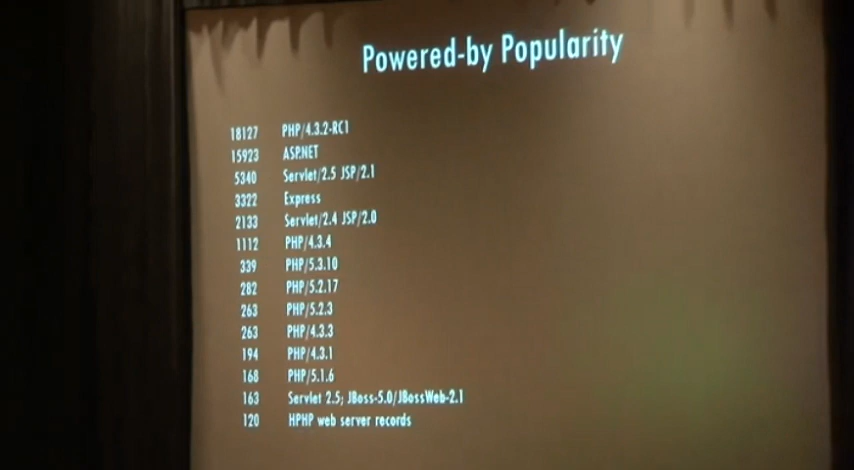 Powered-by Popularity
18127 PHP/4.3.2-RC1
15923 ASP.NET
5340 Servlet/2.5 JSP/2.1
3322 Express
2133 Servlet/2.4 JSP/2.0
1112 PHP/4.3.4
339 PHP/5.3.10
282 PHP/5.2.17
263 PHP/5.2.3
263 PHP/4.3.3
194 PHP/4.3.1
168 PHP/5.1.6
163 Servlet 2.5; JBoss-5.0/JBossWeb-2.1
120 HPHP web server records